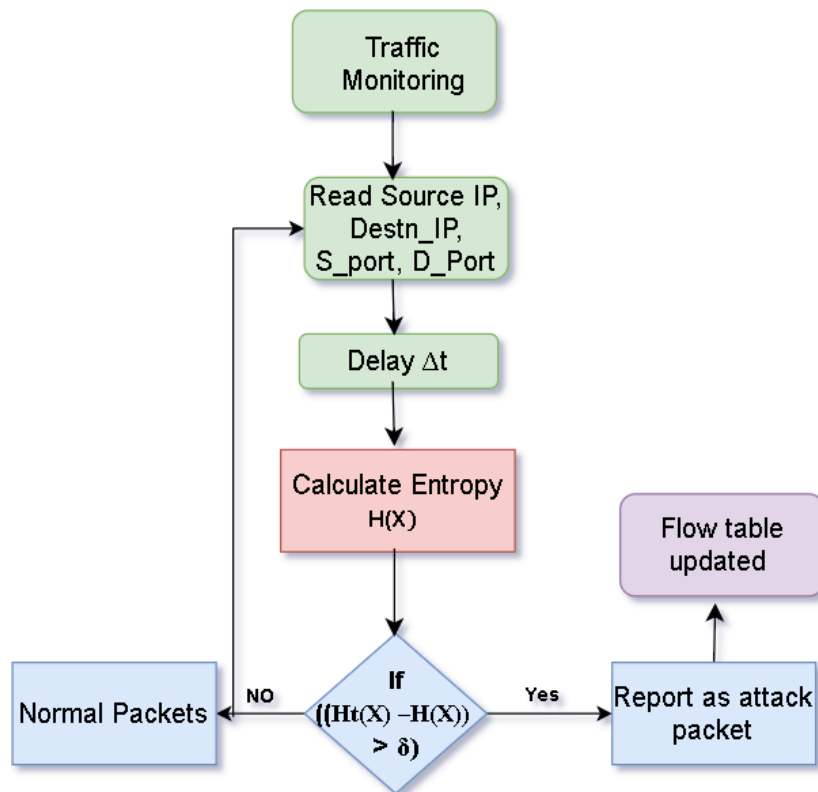 Traffic
Monitoring
Read Source IP,
Destn_IP,
S_port, D_Port
Delay Δt
Calculate Entropy
H(X)
Flow table
updated
If
((Ht(X) –H(X))
> δ)
NO
Yes
Normal Packets
Report as attack
packet